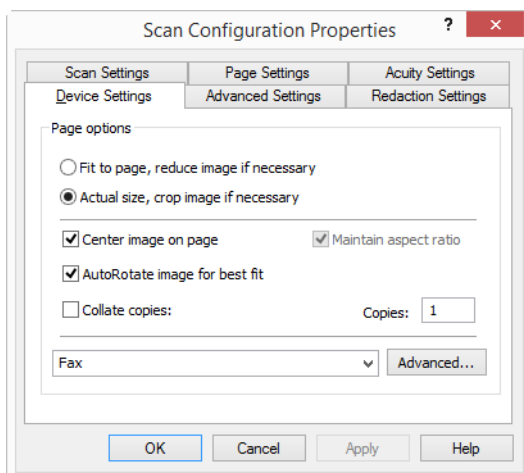 Scan Configuration Properties ? ×
Scan Settings Page Settings Acuity Settings
Device Settings Advanced Settings Redaction Settings
Page options
Fit to page, reduce image if necessary
Actual size, crop image if necessary
Center image on page Maintain aspect ratio
AutoRotate image for best fit
Collate copies: Copies: 1
Fax Advanced...
OK Cancel Apply Help